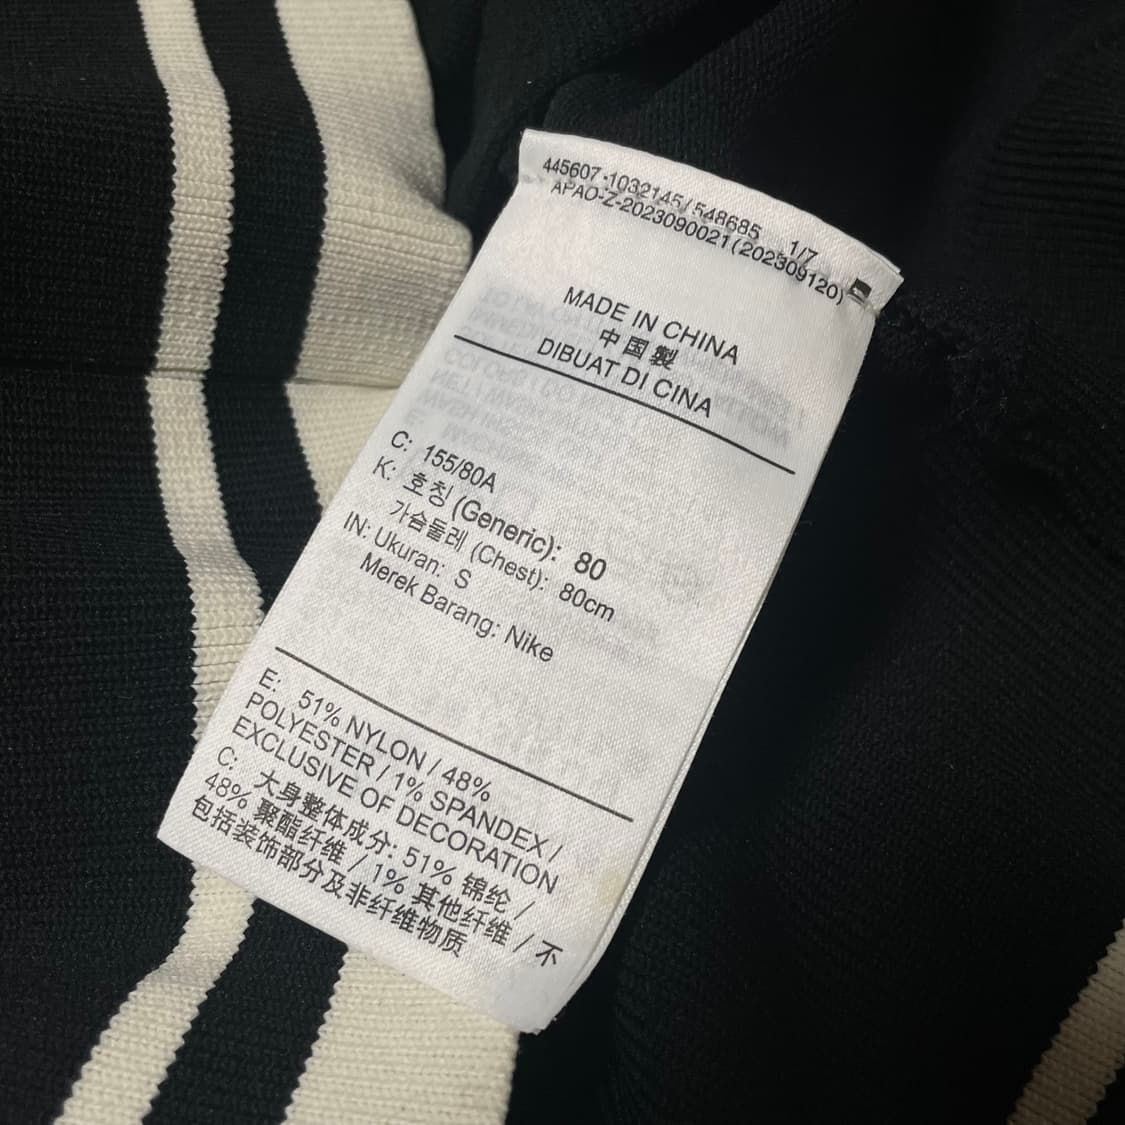 445607-1032145 / 548685 1/7
APAO-Z-2023090021(202309120)
MADE IN CHINA
中国製
DIBUAT DI CINA
C: 155/80A
K: 호칭 (Generic): 80
가슴둘레 (Chest): 80cm
IN: Ukuran: S
Merek Barang: Nike
E: 51% NYLON / 48%
POLYESTER / 1% SPANDEX /
EXCLUSIVE OF DECORATION
C: 大身整体成分: 51% 锦纶 /
48% 聚酯纤维 / 1% 其他纤维 / 不
包括装饰部分及非纤维物质